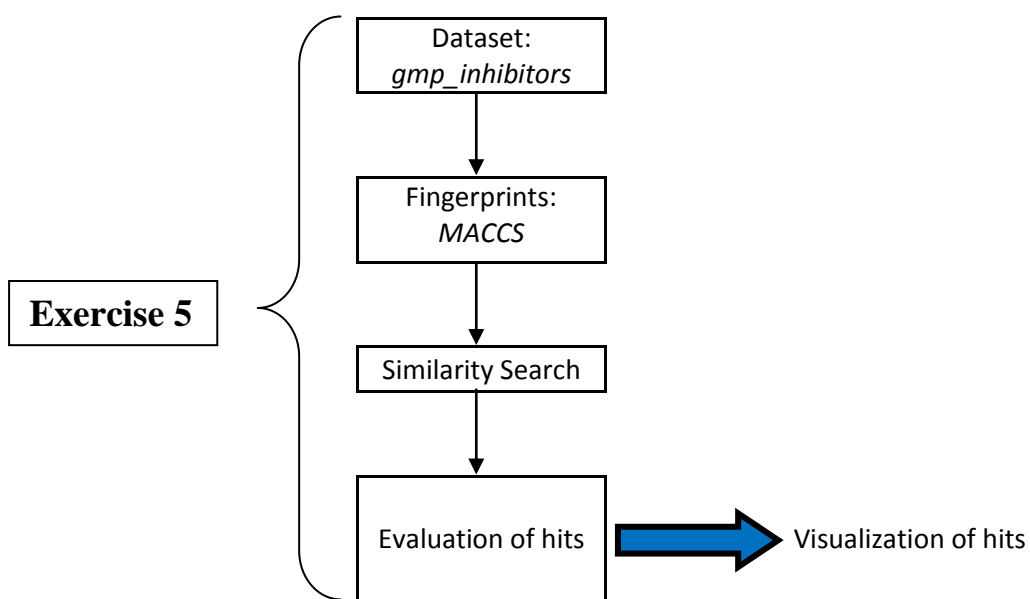 Dataset:
gmp_inhibitors
Fingerprints:
MACCS
Exercise 5
Similarity Search
Evaluation of hits
Visualization of hits